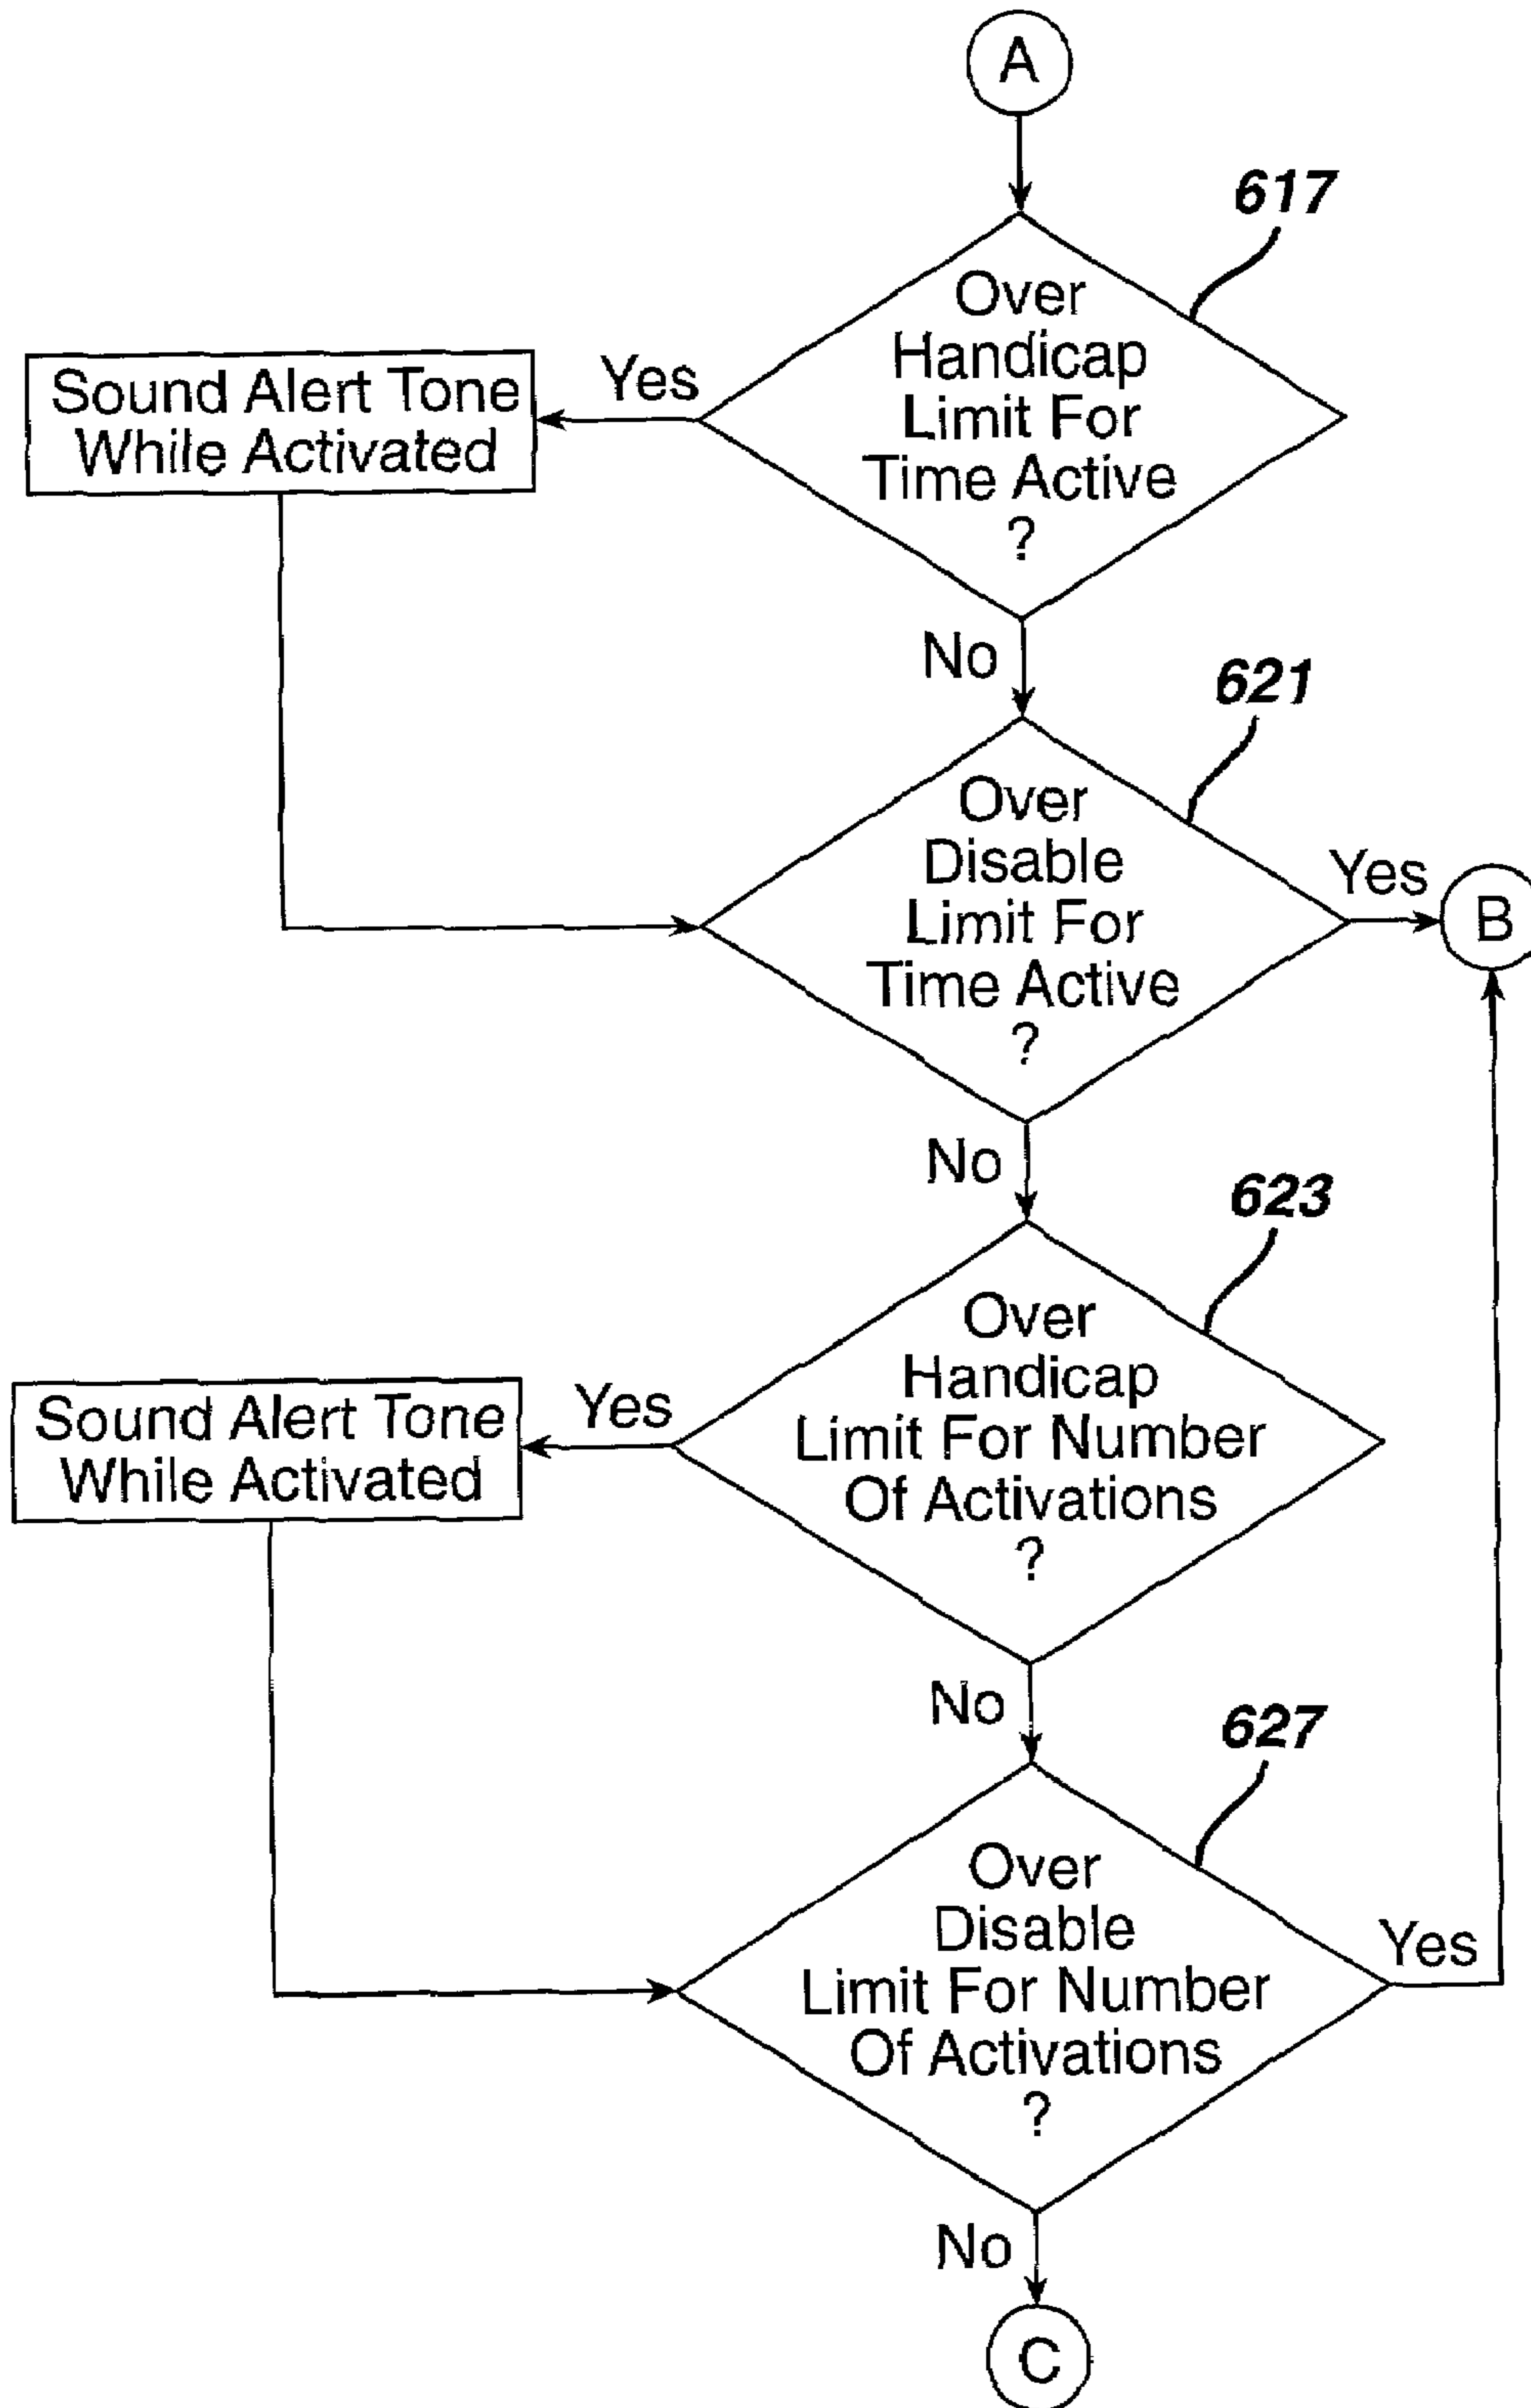 A
617
Over
Handicap
Limit For
Time Active
?
Yes
Sound Alert Tone
While Activated
No
621
Over
Disable
Limit For
Time Active
?
Yes
B
No
623
Over
Handicap
Limit For Number
Of Activations
?
Yes
Sound Alert Tone
While Activated
No
627
Over
Disable
Limit For Number
Of Activations
?
Yes
No
C